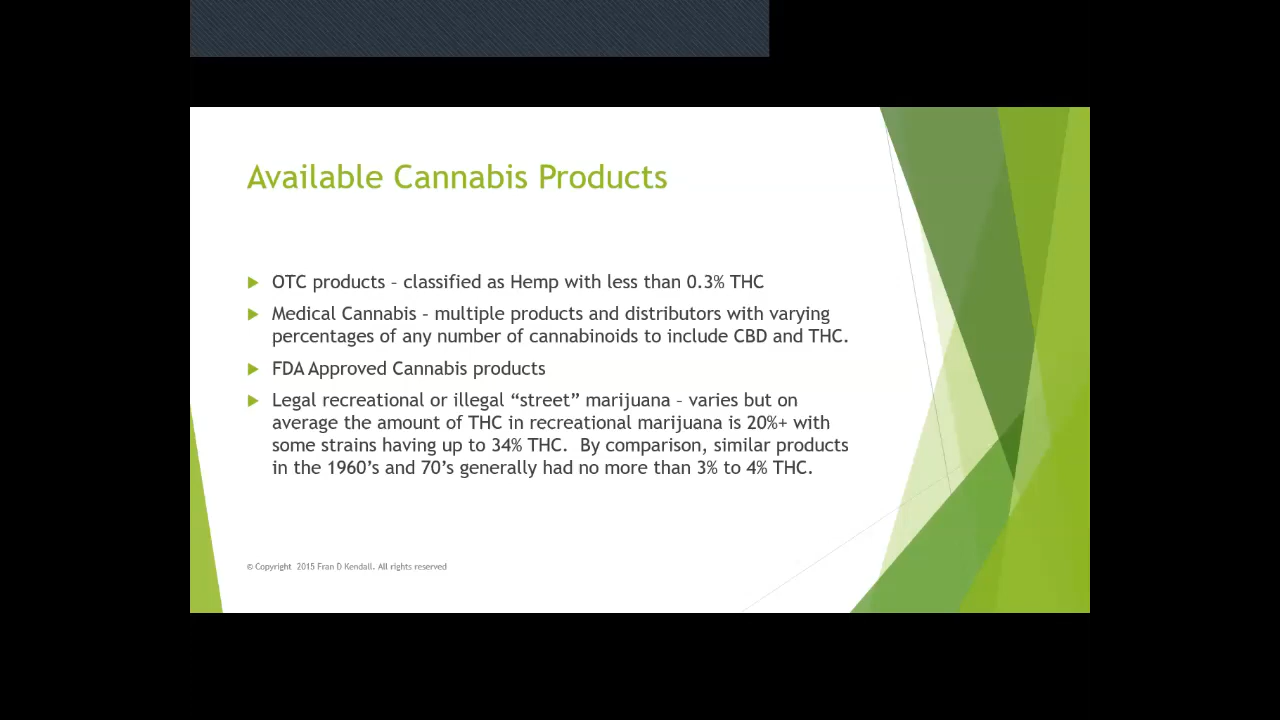 Available Cannabis Products
OTC products – classified as Hemp with less than 0.3% THC
Medical Cannabis – multiple products and distributors with varying
percentages of any number of cannabinoids to include CBD and THC.
FDA Approved Cannabis products
Legal recreational or illegal “street” marijuana – varies but on
average the amount of THC in recreational marijuana is 20%+ with
some strains having up to 34% THC.  By comparison, similar products
in the 1960’s and 70’s generally had no more than 3% to 4% THC.
© Copyright  2015 Fran D Kendall. All rights reserved